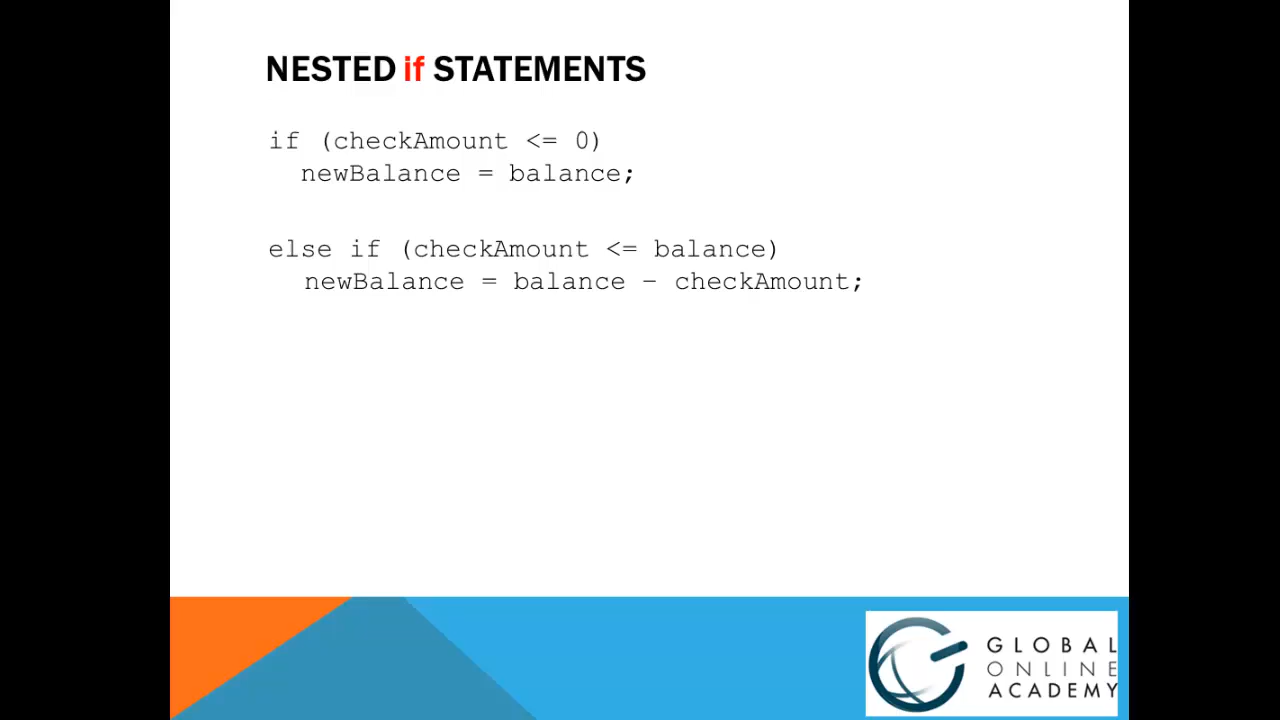 NESTED if STATEMENTS
if (checkAmount <= 0)
newBalance = balance;
else if (checkAmount <= balance)
newBalance = balance – checkAmount;
GLOBAL
ONLINE
ACADEMY